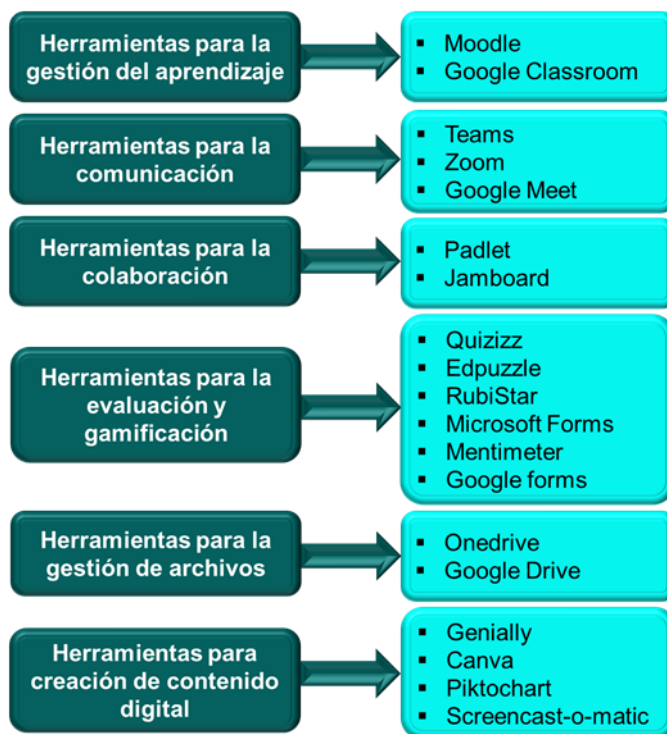 Herramientas para la
gestión del aprendizaje
▪ Moodle
▪ Google Classroom
Herramientas para la
comunicación
▪ Teams
▪ Zoom
▪ Google Meet
Herramientas para la
colaboración
▪ Padlet
▪ Jamboard
Herramientas para la
evaluación y
gamificación
▪ Quizizz
▪ Edpuzzle
▪ RubiStar
▪ Microsoft Forms
▪ Mentimeter
▪ Google forms
Herramientas para la
gestión de archivos
▪ Onedrive
▪ Google Drive
Herramientas para
creación de contenido
digital
▪ Genially
▪ Canva
▪ Piktochart
▪ Screencast-o-matic